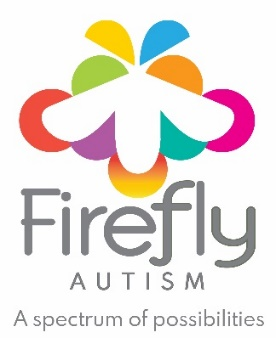 Firefly
AUTISM
A spectrum of possibilities